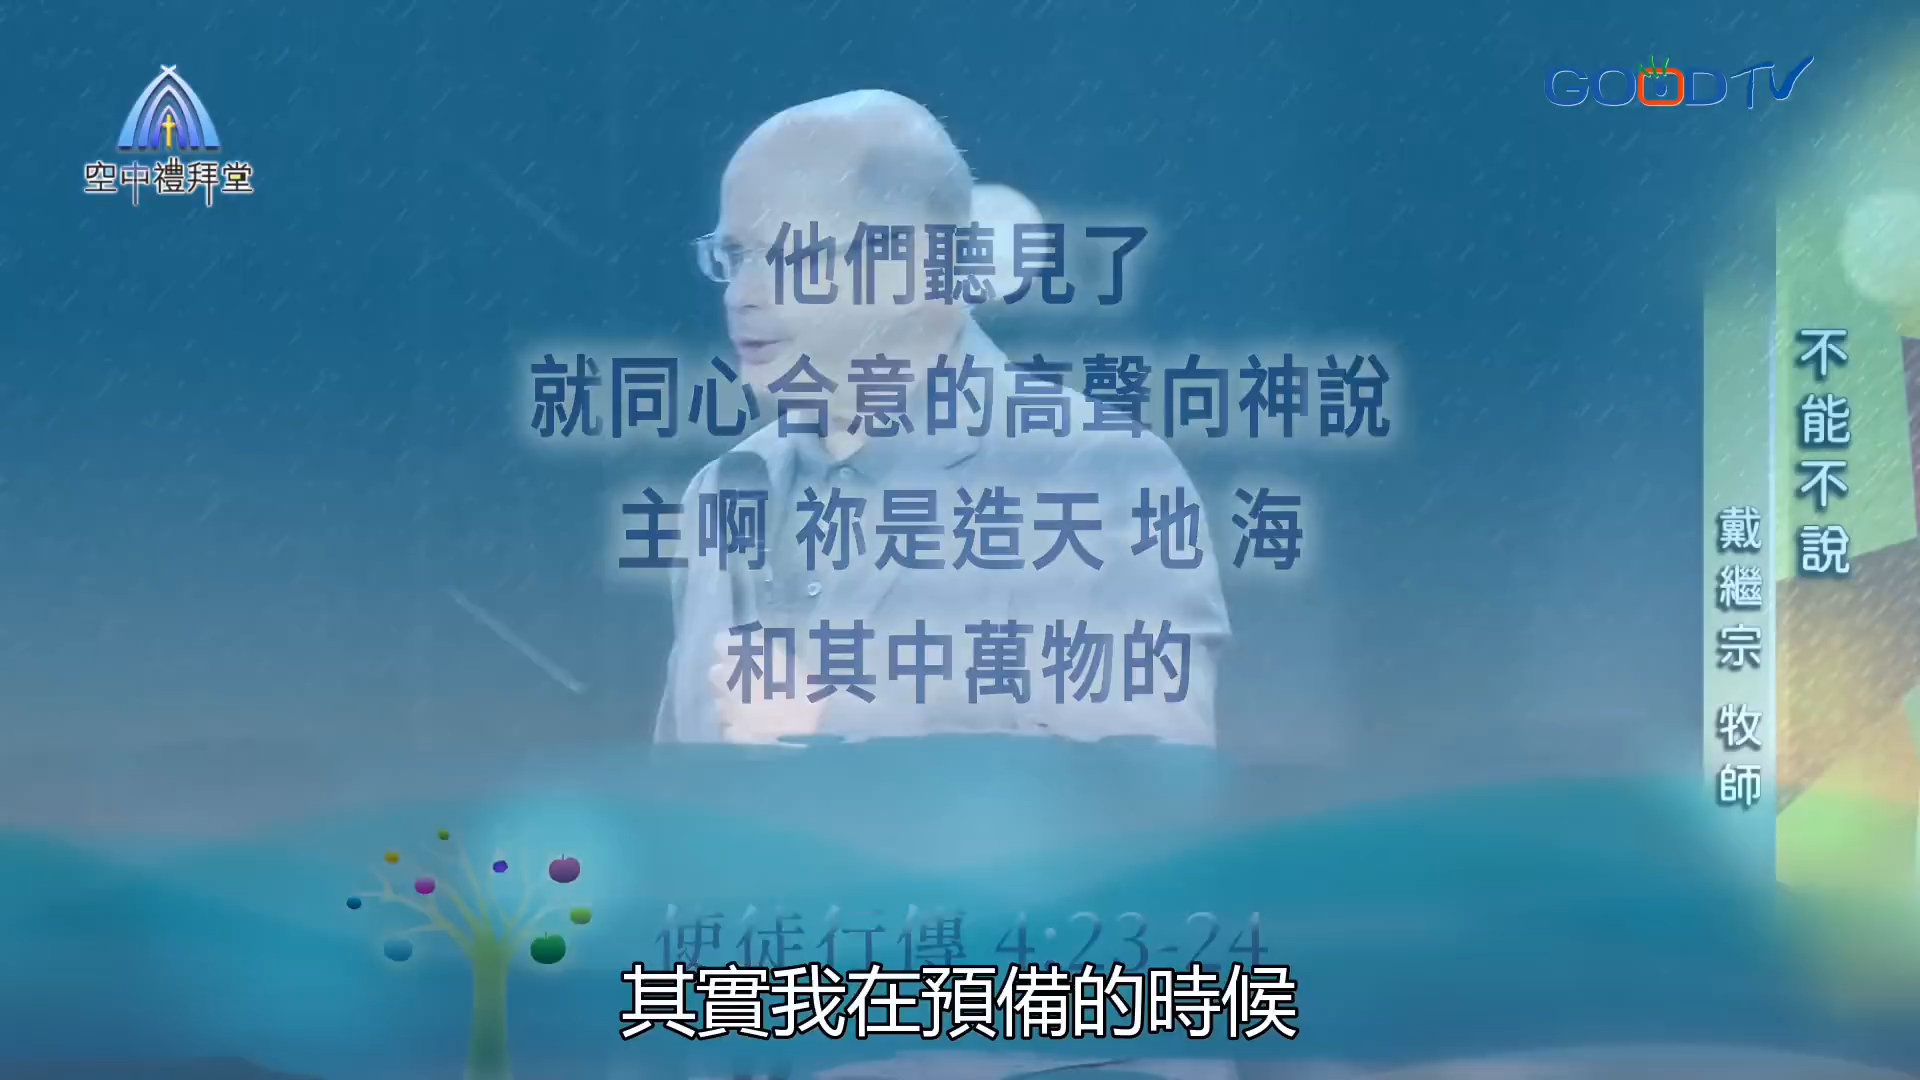 空中禮拜堂
GOOD TV
他們聽見了
就同心合意的高聲向神說
主啊 祢是造天 地 海
和其中萬物的
使徒行傳 4:23-24
其實我在預備的時候
不能不說
戴繼宗 牧師